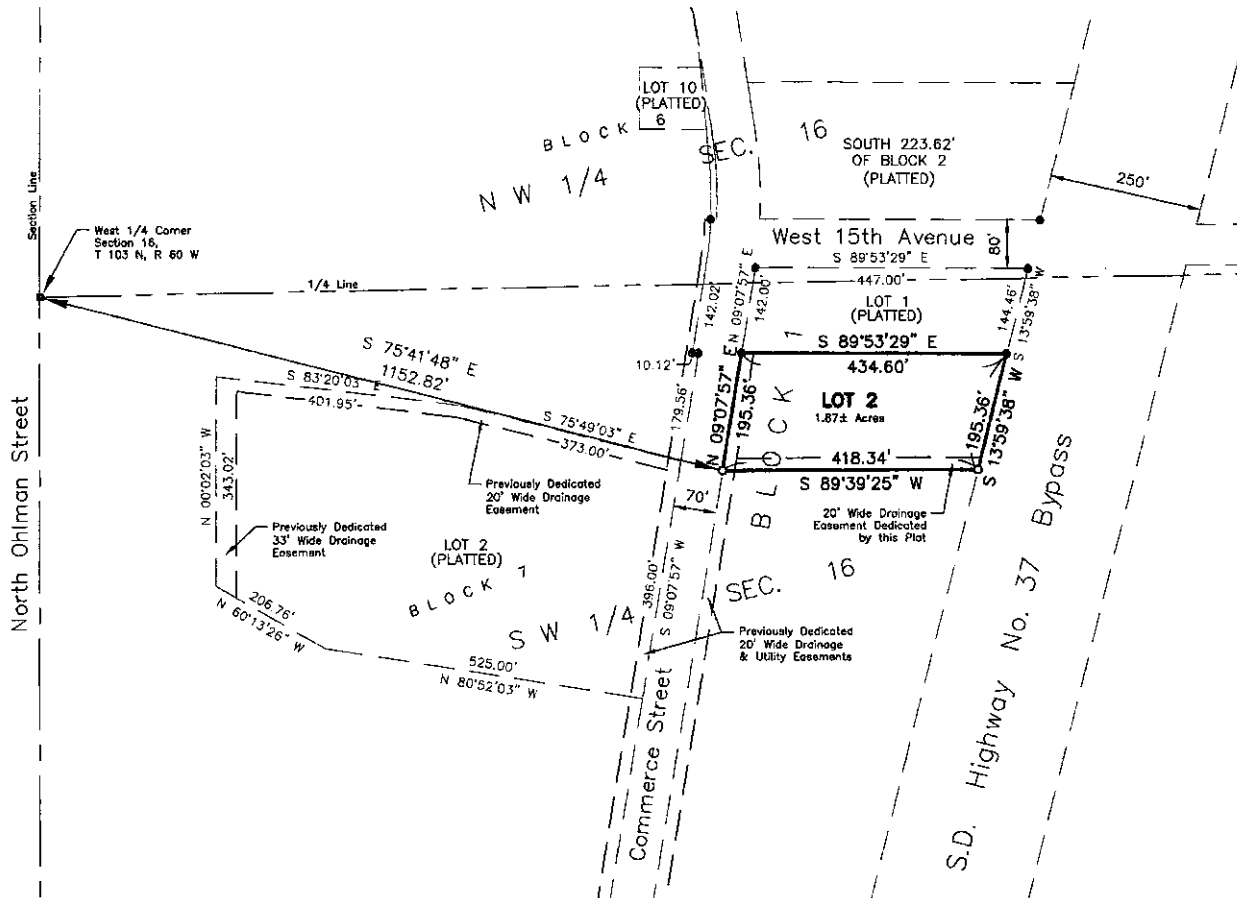 LOT 10
(PLATTED)
6
BLOCK
SEC. 16
NW 1/4
SOUTH 223.62'
OF BLOCK 2
(PLATTED)
250'
Section Line
West 1/4 Corner
Section 16,
T 103 N, R 60 W
West 15th Avenue
80'
S 89°53'29" E
447.00'
1/4 Line
LOT 1
(PLATTED)
142.02'
N 09°07'57" E
142.00'
144.46'
S 13°59'38" W
S 89°53'29" E
434.60'
10.12'
S 75°41'48" E
1152.82'
S 83°20'03 E
401.95'
S 75°49'03" E
373.00'
179.56'
N 09°07'57" E
195.36'
BLOCK 1
LOT 2
1.87± Acres
195.36'
S 13°59'38" W
418.34'
S 89°39'25" W
North Ohlman Street
N 00°02'03" W
343.02'
Previously Dedicated
20' Wide Drainage
Easement
Previously Dedicated
33' Wide Drainage
Easement
70'
20' Wide Drainage
Easement Dedicated
by this Plat
LOT 2
(PLATTED)
BLOCK 1
SW 1/4
SEC. 16
206.76'
N 60°13'26" W
525.00'
N 80°52'03" W
396.00'
S 09°07'57" W
Previously Dedicated
20' Wide Drainage
& Utility Easements
Commerce Street
S.D. Highway No. 37 Bypass